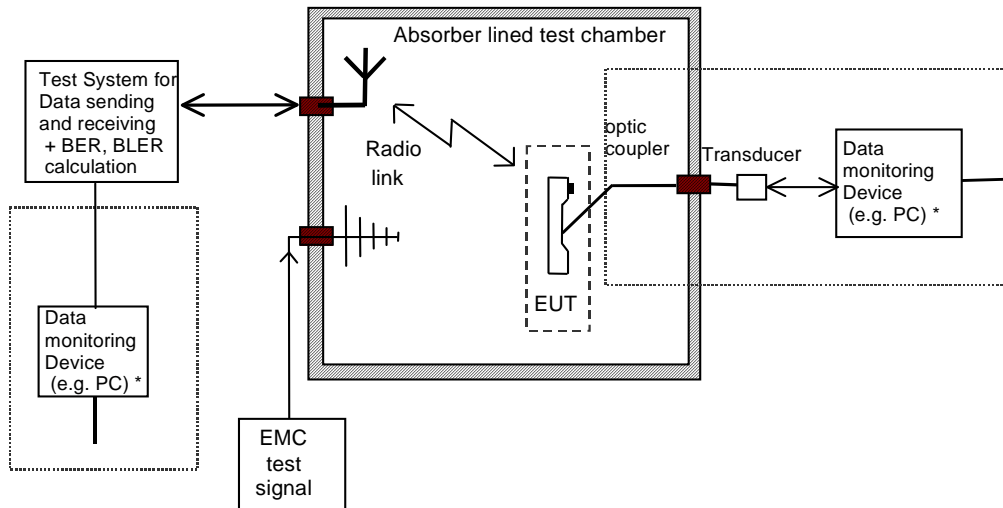 Absorber lined test chamber
Test System for
Data sending
and receiving
+ BER, BLER
calculation
Radio
link
optic
coupler
Transducer
Data
monitoring
Device
(e.g. PC) *
EUT
Data
monitoring
Device
(e.g. PC) *
EMC
test
signal